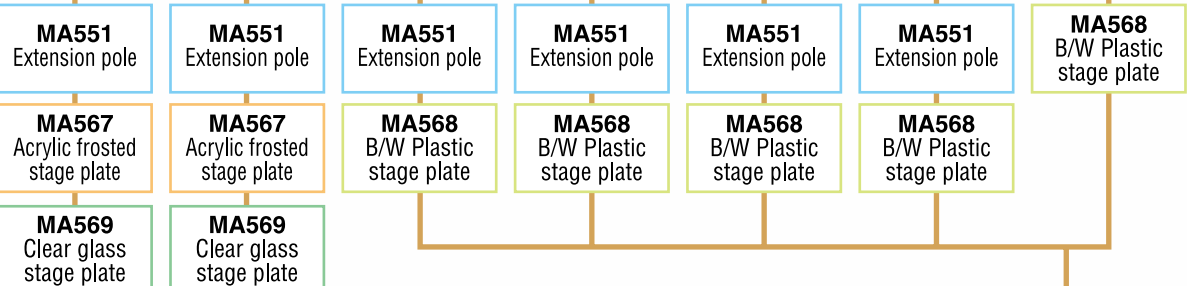 MA551
Extension pole
MA551
Extension pole
MA551
Extension pole
MA551
Extension pole
MA551
Extension pole
MA551
Extension pole
MA568
B/W Plastic
stage plate
MA567
Acrylic frosted
stage plate
MA567
Acrylic frosted
stage plate
MA568
B/W Plastic
stage plate
MA568
B/W Plastic
stage plate
MA568
B/W Plastic
stage plate
MA568
B/W Plastic
stage plate
MA569
Clear glass
stage plate
MA569
Clear glass
stage plate